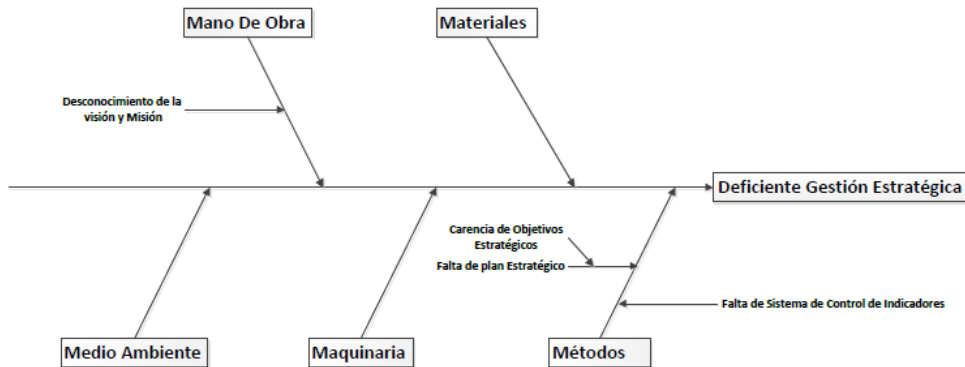 Mano De Obra
Materiales
Desconocimiento de la
visión y Misión
Deficiente Gestión Estratégica
Carencia de Objetivos
Estratégicos
Falta de plan Estratégico
Falta de Sistema de Control de Indicadores
Medio Ambiente
Maquinaria
Métodos